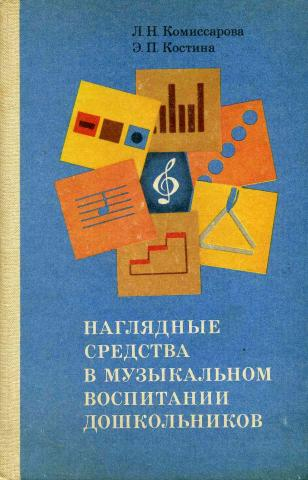 Л. Н. Комиссарова
Э. П. Костина
НАГЛЯДНЫЕ
СРЕДСТВА
В МУЗЫКАЛЬНОМ
ВОСПИТАНИИ
ДОШКОЛЬНИКОВ